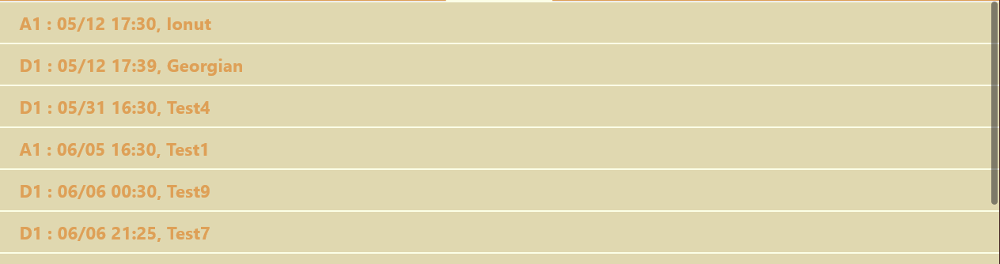 A1 : 05/12 17:30, Ionut
D1 : 05/12 17:39, Georgian
D1 : 05/31 16:30, Test4
A1 : 06/05 16:30, Test1
D1 : 06/06 00:30, Test9
D1 : 06/06 21:25, Test7